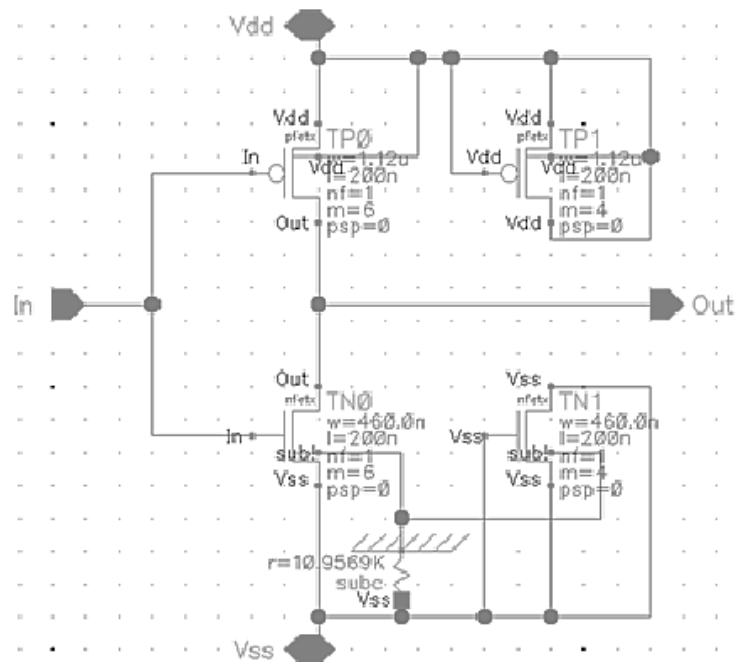 Vdd
Vdd
pfetx
TP0
In
w=1.12u
Vdd
l=200n
nf=1
m=6
Out
psp=0
Vdd
pfetx
TP1
Vdd
w=1.12u
Vdd
l=200n
nf=1
m=4
Vdd
psp=0
In
Out
Out
nfetx
TN0
w=460.0n
In
l=200n
sub!
nf=1
m=6
Vss
psp=0
Vss
nfetx
TN1
w=460.0n
Vss
l=200n
sub!
nf=1
m=4
Vss
psp=0
r=10.9569K
subc
Vss
Vss